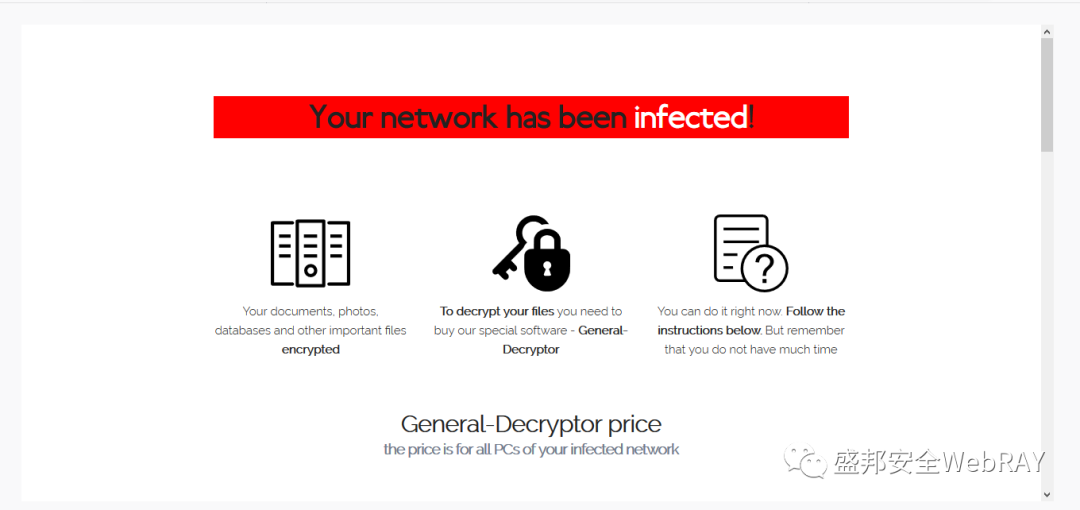 Your network has been infected!
Your documents, photos,
databases and other important files
encrypted
To decrypt your files you need to
buy our special software - General-
Decryptor
You can do it right now. Follow the
instructions below. But remember
that you do not have much time
General-Decryptor price
the price is for all PCs of your infected network
盛邦安全WebRAY